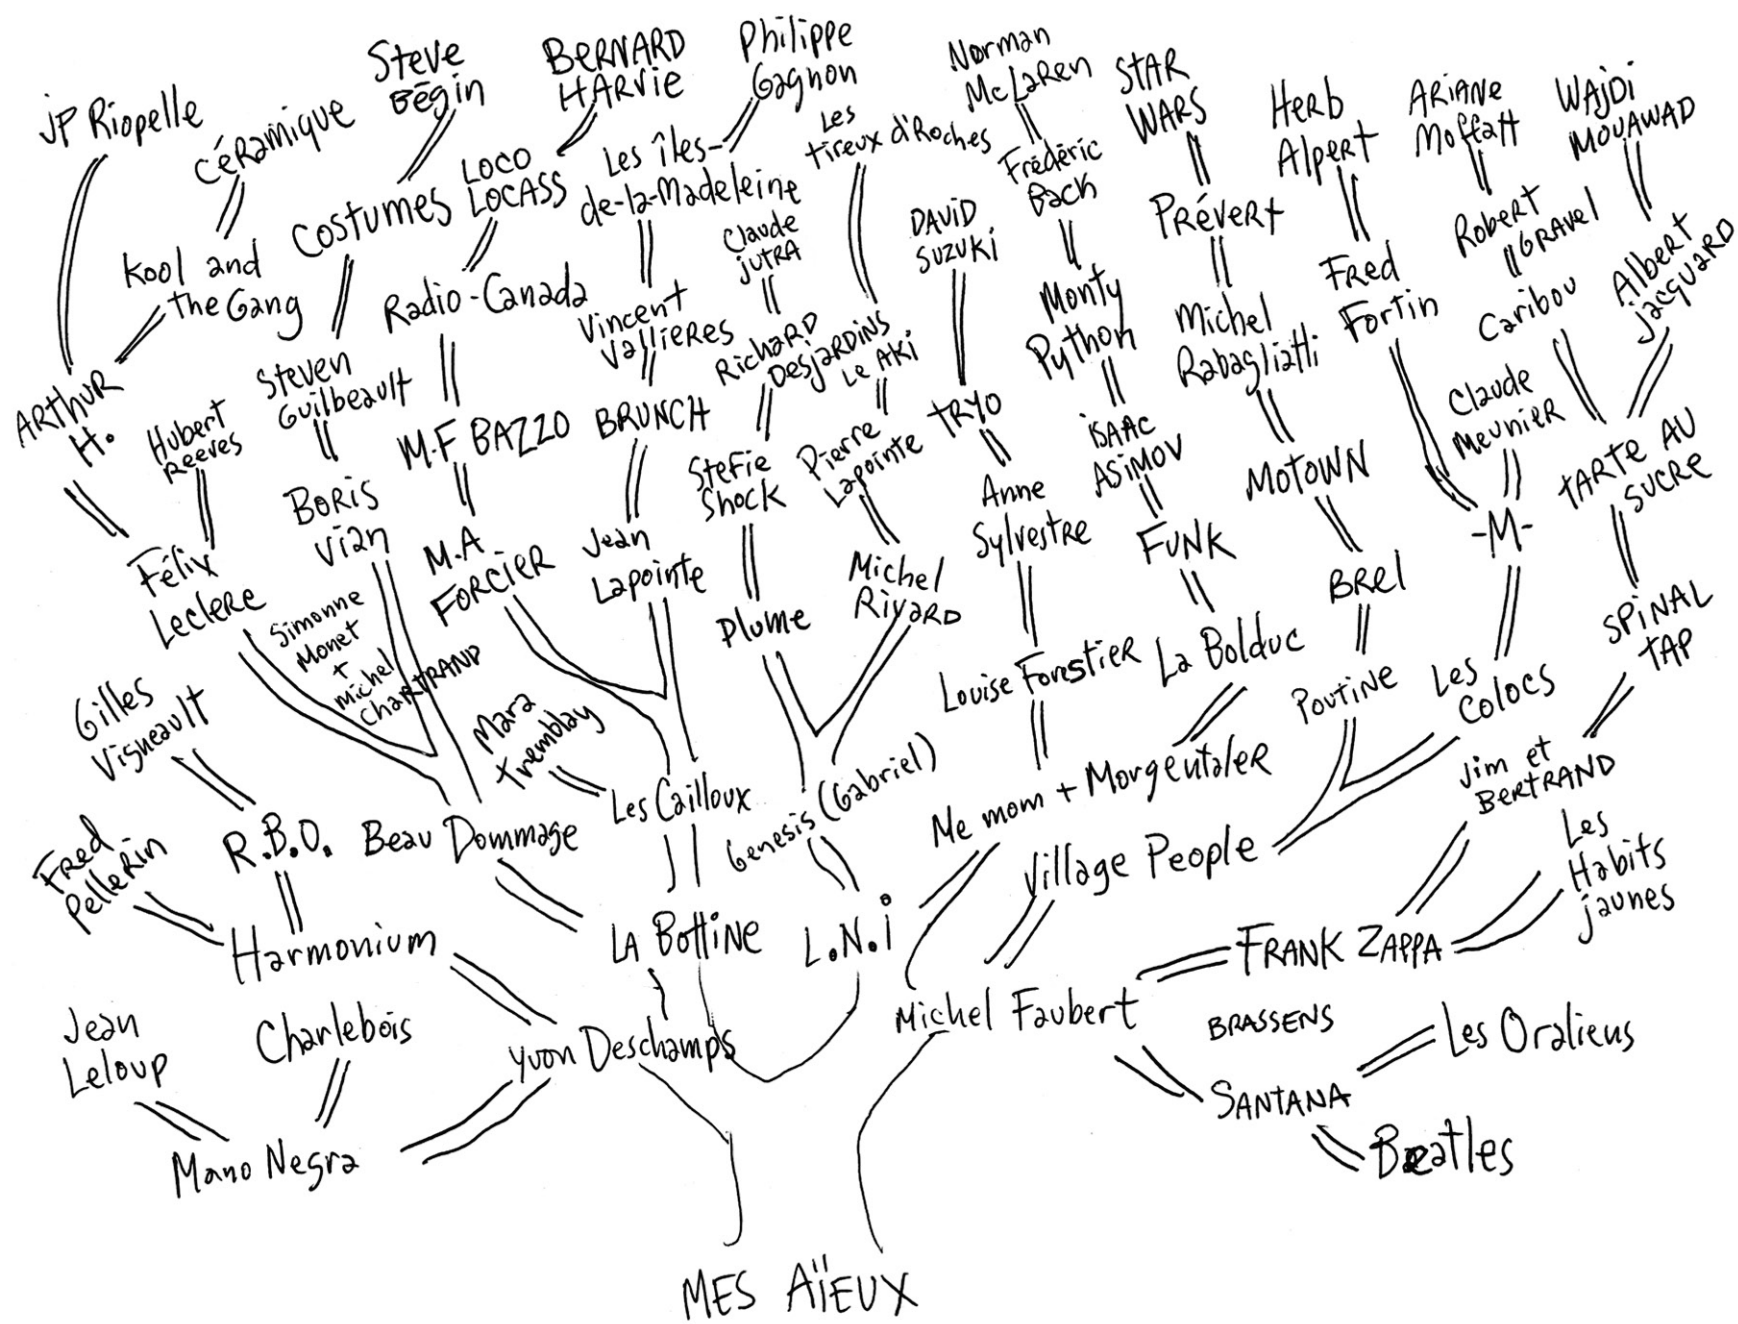 JP Riopelle
Céramique
Steve
Bégin
BERNARD
HARVIE
Philippe
Gagnon
Norman
McLaren
STAR
WARS
Herb
Alpert
ARIANE
Moffatt
WAJDI
MOUAWAD
Kool and
the Gang
COSTUMES
LOCO
LOCASS
Les îles-
de-la-Madeleine
Les
tireux d'Roches
Claude
JUTRA
DAVID
SUZUKI
Frédéric
Back
Prévert
Fred
Fortin
Robert
GRAVEL
Albert
Jacquard
ARTHUR
H.
Hubert
Reeves
Steven
Guilbeault
Radio-Canada
Vincent
Vallieres
Richard
Desjardins
Le Aki
Monty
Python
Michel
Rabagliatti
Caribou
Claude
Meunier
M.F BAZZO
BRUNCH
Stefie
Shock
Pierre
Lapointe
TRYO
ISAAC
ASIMOV
MOTOWN
TARTE AU
SUCRE
Félix
Leclere
Boris
Vian
M.A.
FORCIER
Jean
Lapointe
Plume
Michel
Rivard
Anne
Sylvestre
FUNK
Brel
-M-
SPINAL
TAP
Simonne
Monet
+
Michel
Chartrand
Gilles
Vigneault
Mara
Tremblay
Louise Forestier
La Bolduc
Poutine
Les
Colocs
Fred
Pellerin
R.B.O.
Beau Dommage
Les Cailloux
Genesis (Gabriel)
Me mom + Morgentaler
Village People
Jim et
BERTRAND
Les
Habits
jaunes
Harmonium
LA BottiNE
L.N.i
FRANK ZAPPA
Jean
Leloup
Charlebois
Yvon Deschamps
Michel Faubert
BRASSENS
Les Oraliens
Mano Negra
SANTANA
Beatles
MES AÏEUX